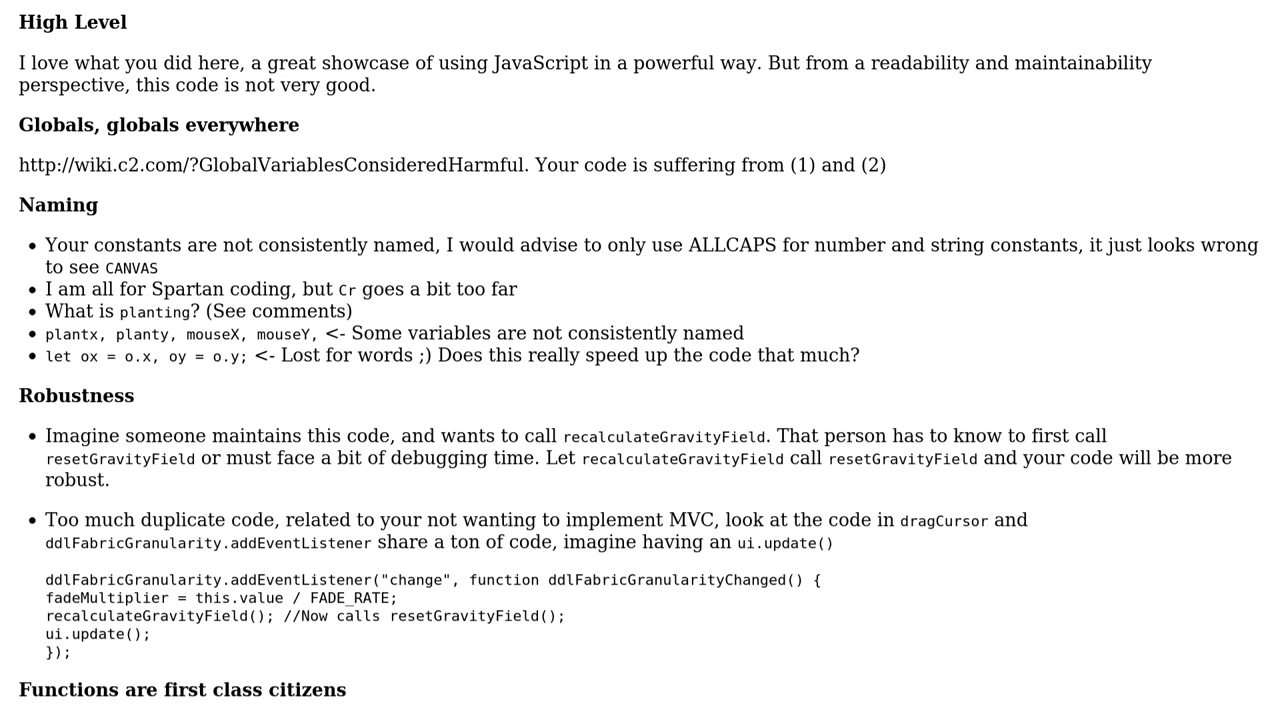 High Level
I love what you did here, a great showcase of using JavaScript in a powerful way. But from a readability and maintainability
perspective, this code is not very good.
Globals, globals everywhere
http://wiki.c2.com/?GlobalVariablesConsideredHarmful. Your code is suffering from (1) and (2)
Naming
• Your constants are not consistently named, I would advise to only use ALLCAPS for number and string constants, it just looks wrong
to see CANVAS
• I am all for Spartan coding, but Cr goes a bit too far
• What is planting? (See comments)
• plantx, planty, mouseX, mouseY, <- Some variables are not consistently named
• let ox = o.x, oy = o.y; <- Lost for words ;) Does this really speed up the code that much?
Robustness
• Imagine someone maintains this code, and wants to call recalculateGravityField. That person has to know to first call
resetGravityField or must face a bit of debugging time. Let recalculateGravityField call resetGravityField and your code will be more
robust.
• Too much duplicate code, related to your not wanting to implement MVC, look at the code in dragCursor and
ddlFabricGranularity.addEventListener share a ton of code, imagine having an ui.update()
ddlFabricGranularity.addEventListener("change", function ddlFabricGranularityChanged() {
fadeMultiplier = this.value / FADE_RATE;
recalculateGravityField(); //Now calls resetGravityField();
ui.update();
});
Functions are first class citizens